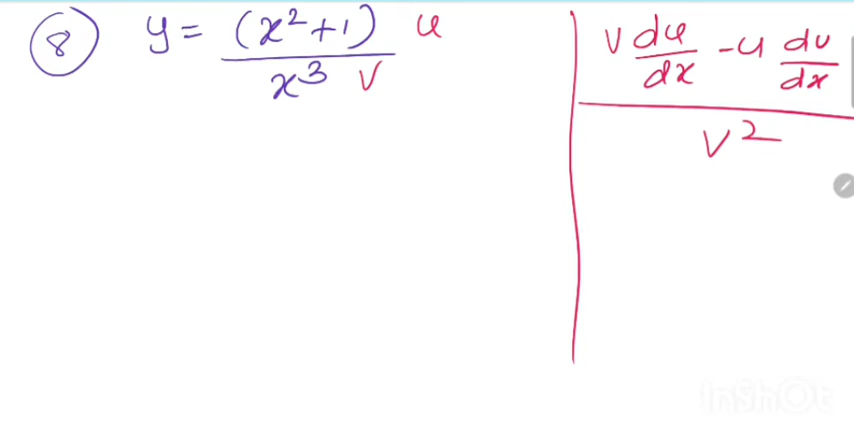 8 y = (x²+1) u
x³ v
v du/dx - u dv/dx
v²
InShOt